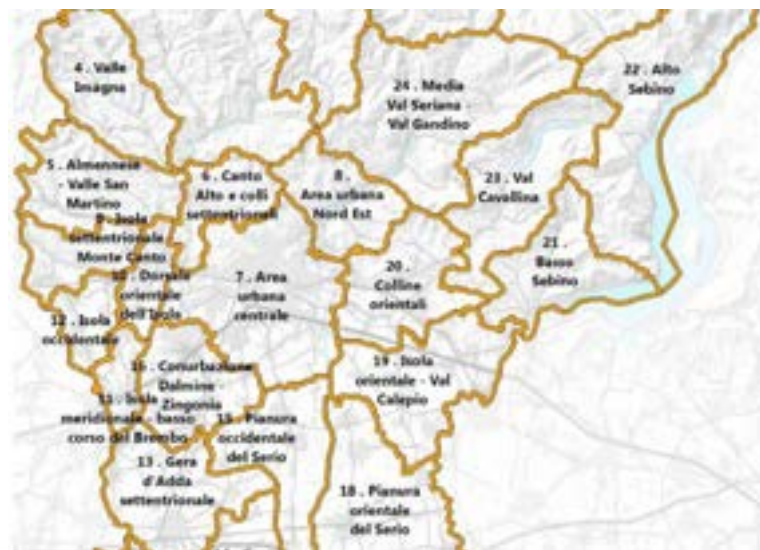 4 . Valle
Imagna
22 . Alto
Sebino
24 . Media
Val Seriana -
Val Gandino
5 . Almennese
- Valle San
Martino
6 . Canto
Alto e colli
settentrionali
8 .
Area urbana
Nord Est
23 . Val
Cavallina
9 . Isola
settentrionale
Monte Canto
21 .
Basso
Sebino
10 . Dorsale
orientale
dell'Isola
7 . Area
urbana
centrale
20 .
Colline
orientali
12 . Isola
occidentale
16 . Conurbazione
Dalmine -
Zingonia
19 . Isola
orientale - Val
Calepio
11 . Isola
meridionale - basso
corso del Brembo
15 . Pianura
occidentale
del Serio
13 . Gera
d'Adda
settentrionale
18 . Pianura
orientale
del Serio